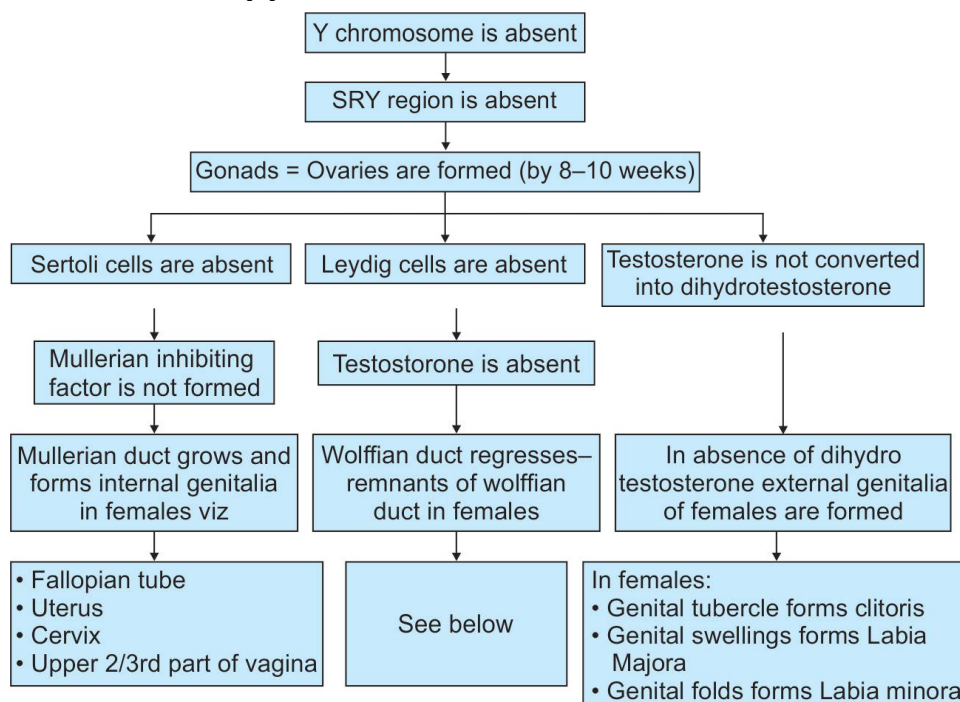 Y chromosome is absent
SRY region is absent
Gonads = Ovaries are formed (by 8–10 weeks)
Sertoli cells are absent
Leydig cells are absent
Testosterone is not converted
into dihydrotestosterone
Mullerian inhibiting
factor is not formed
Testostorone is absent
Mullerian duct grows and
forms internal genitalia
in females viz
Wolffian duct regresses–
remnants of wolffian
duct in females
In absence of dihydro
testosterone external genitalia
of females are formed
• Fallopian tube
• Uterus
• Cervix
• Upper 2/3rd part of vagina
See below
In females:
• Genital tubercle forms clitoris
• Genital swellings forms Labia
Majora
• Genital folds forms Labia minora